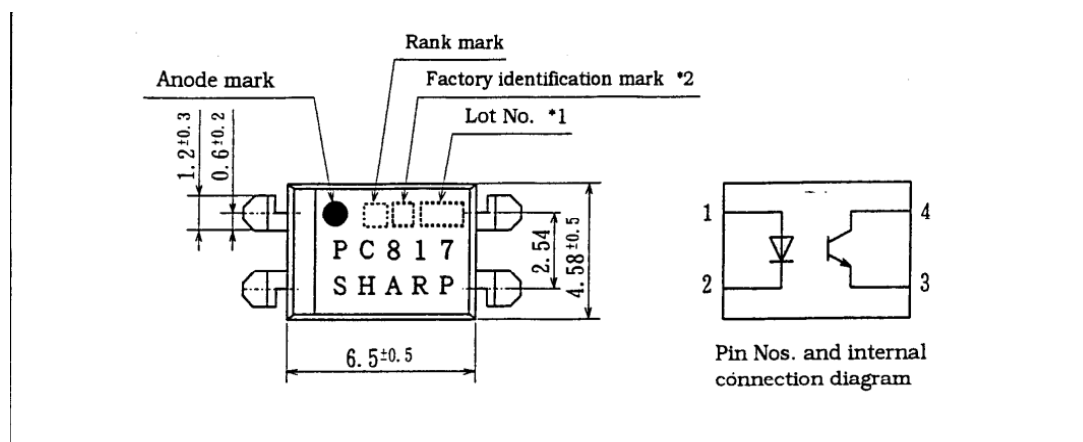 Rank mark
Anode mark
Factory identification mark *2
Lot No. *1
1.2±0.3
0.6±0.2
PC817
SHARP
2.54
4.58±0.5
6.5±0.5
1
4
2
3
Pin Nos. and internal
connection diagram